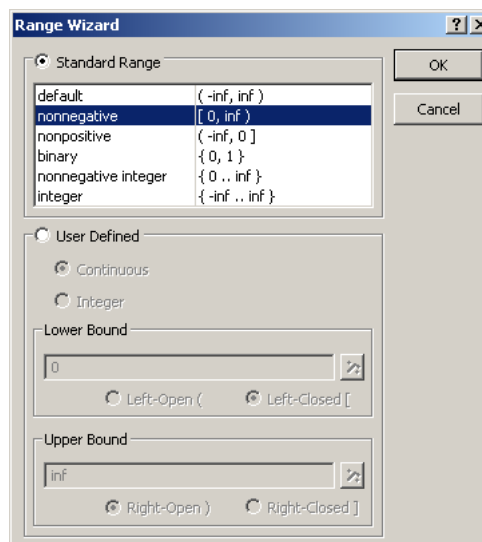 Range Wizard
Standard Range
OK
default ( -inf, inf )
nonnegative [ 0, inf )
Cancel
nonpositive ( -inf, 0 ]
binary { 0, 1 }
nonnegative integer { 0 .. inf }
integer { -inf .. inf }
User Defined
Continuous
Integer
Lower Bound
0
Left-Open ( Left-Closed [
Upper Bound
inf
Right-Open ) Right-Closed ]